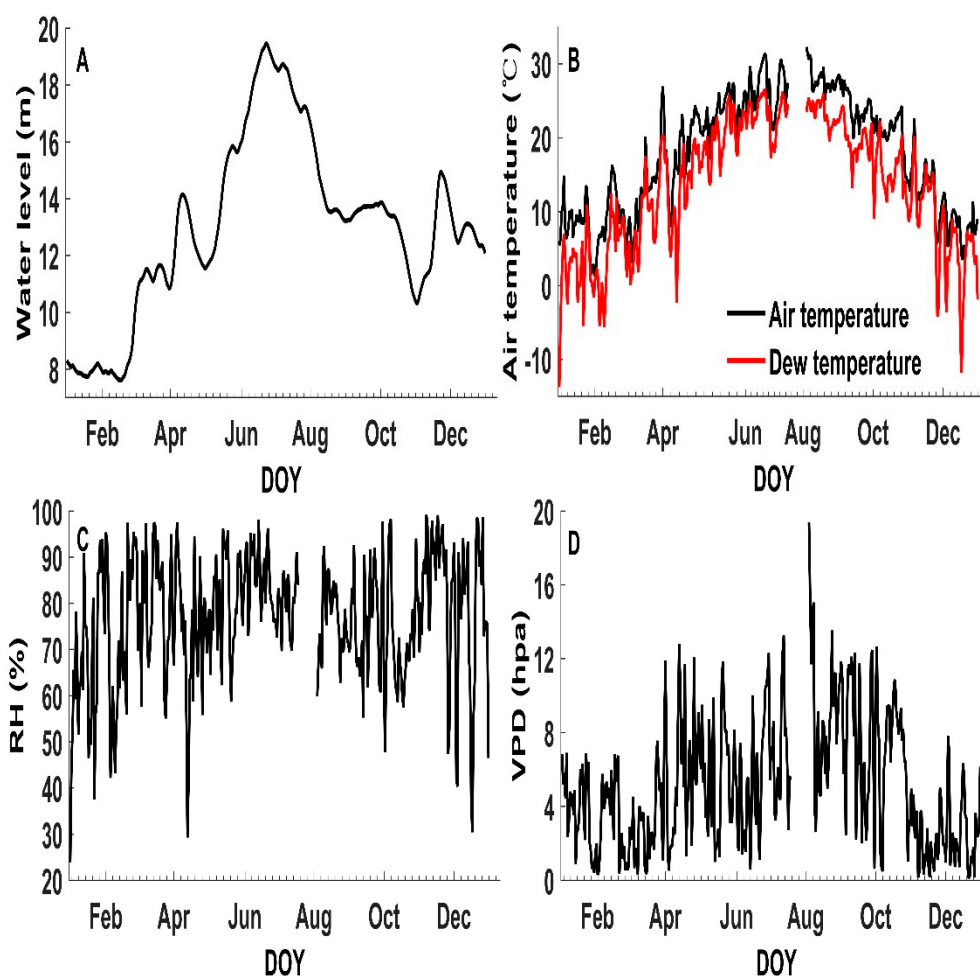 A
Water level (m)
20
18
16
14
12
10
8
Feb Apr Jun Aug Oct Dec
DOY
B
Air temperature (℃)
30
20
10
0
-10
Air temperature
Dew temperature
Feb Apr Jun Aug Oct Dec
DOY
C
RH (%)
100
90
80
70
60
50
40
30
20
Feb Apr Jun Aug Oct Dec
DOY
D
VPD (hpa)
20
16
12
8
4
0
Feb Apr Jun Aug Oct Dec
DOY